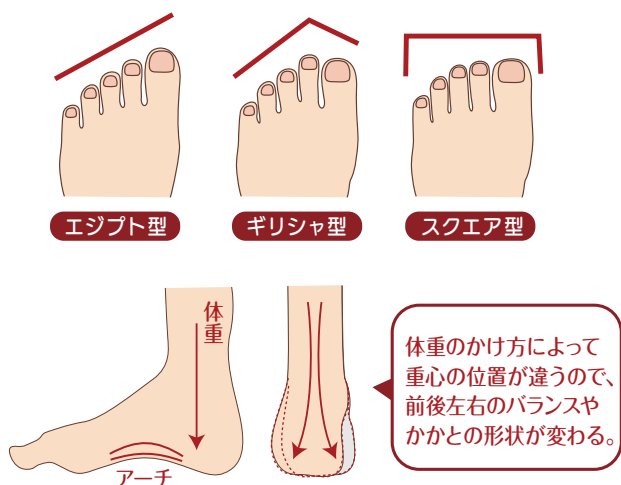 エジプト型
ギリシャ型
スクエア型
体重
アーチ
体重のかけ方によって
重心の位置が違うので、
前後左右のバランスや
かかとの形状が変わる。